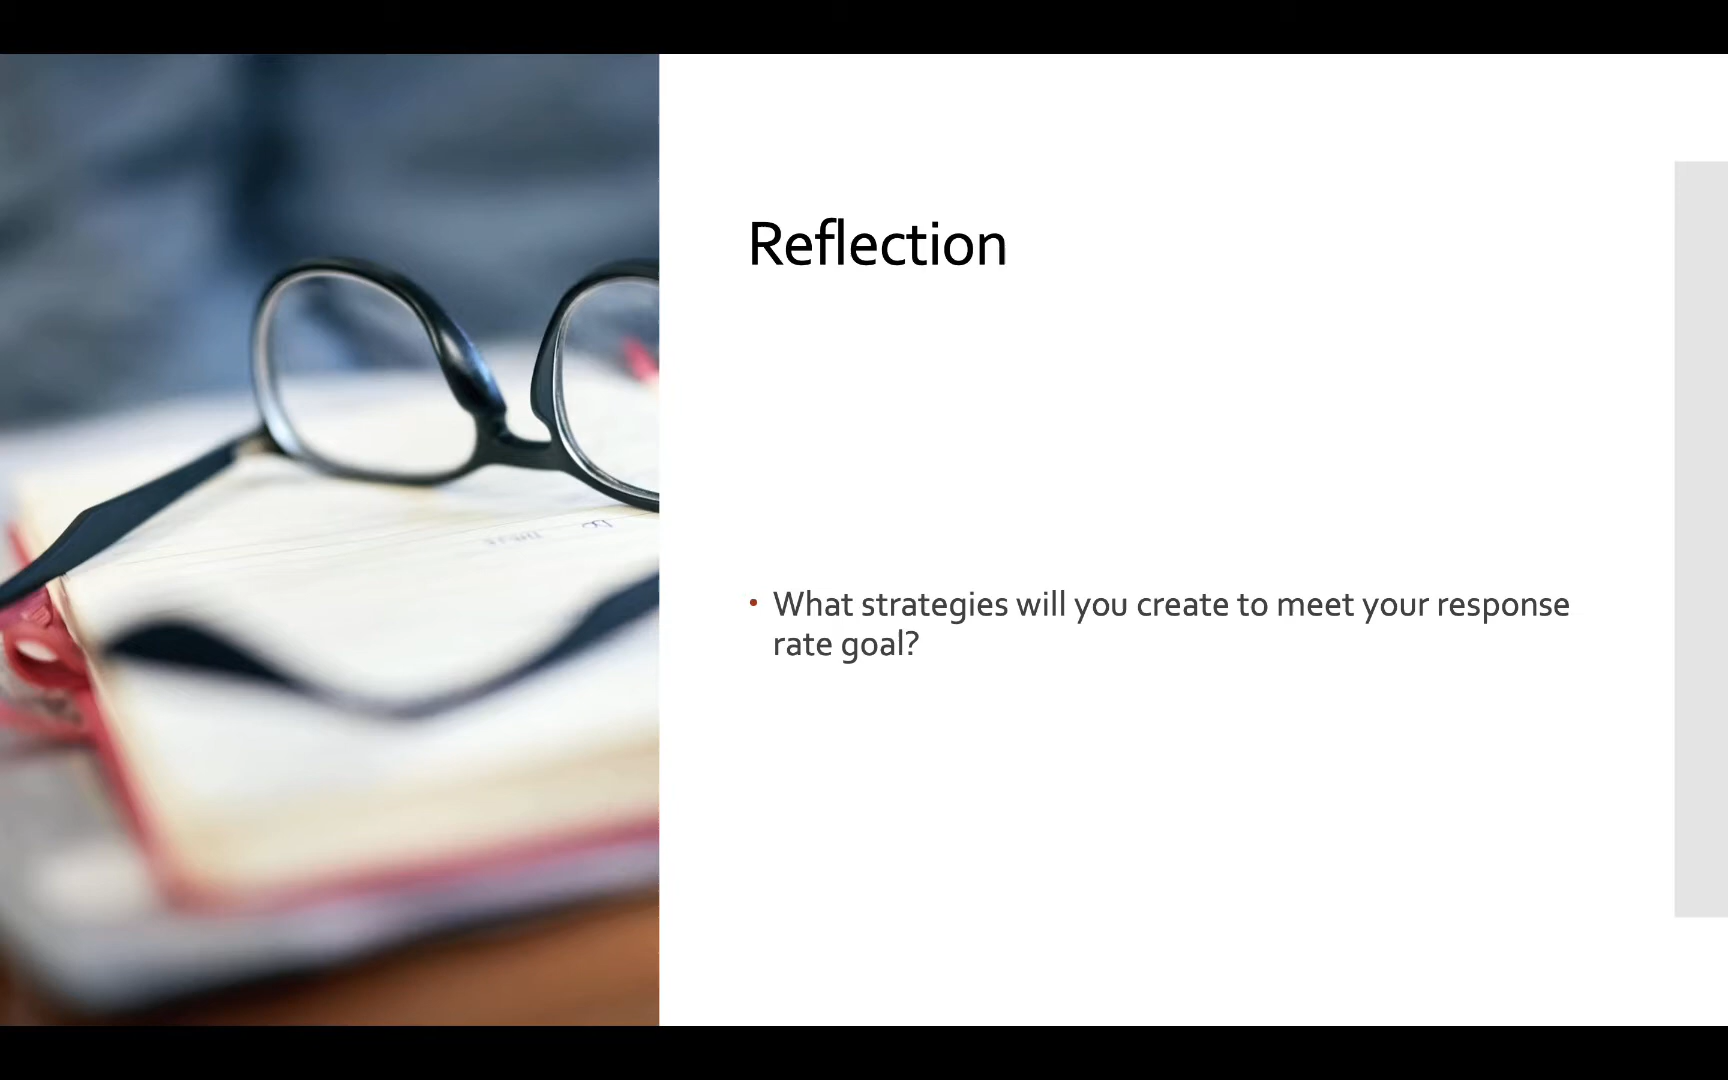 Reflection
• What strategies will you create to meet your response
rate goal?